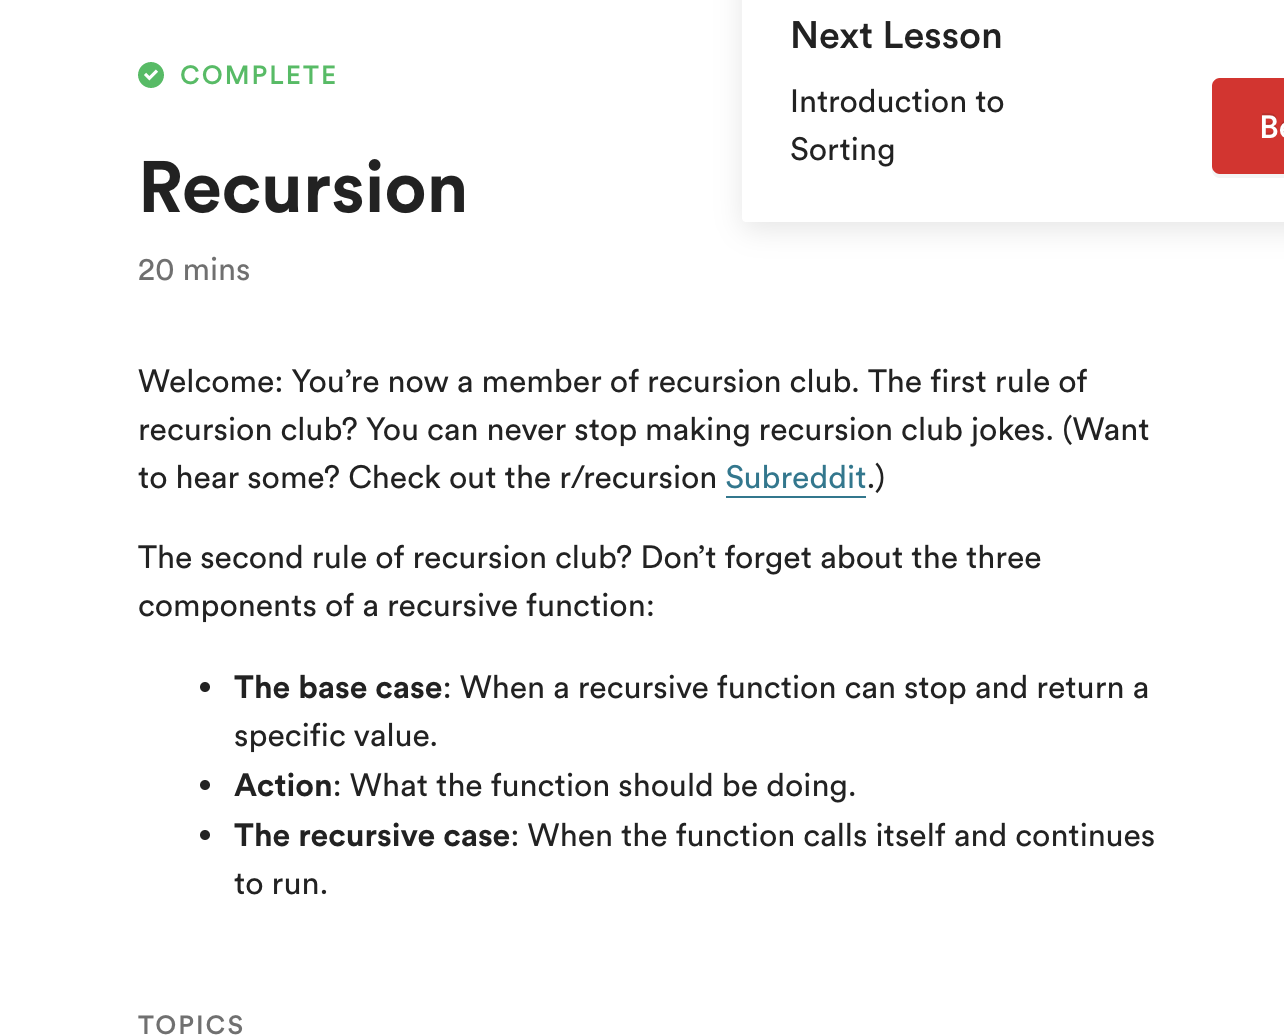 COMPLETE
Recursion
20 mins
Next Lesson
Introduction to
Sorting
Welcome: You’re now a member of recursion club. The first rule of
recursion club? You can never stop making recursion club jokes. (Want
to hear some? Check out the r/recursion Subreddit.)
The second rule of recursion club? Don’t forget about the three
components of a recursive function:
• The base case: When a recursive function can stop and return a
specific value.
• Action: What the function should be doing.
• The recursive case: When the function calls itself and continues
to run.
TOPICS